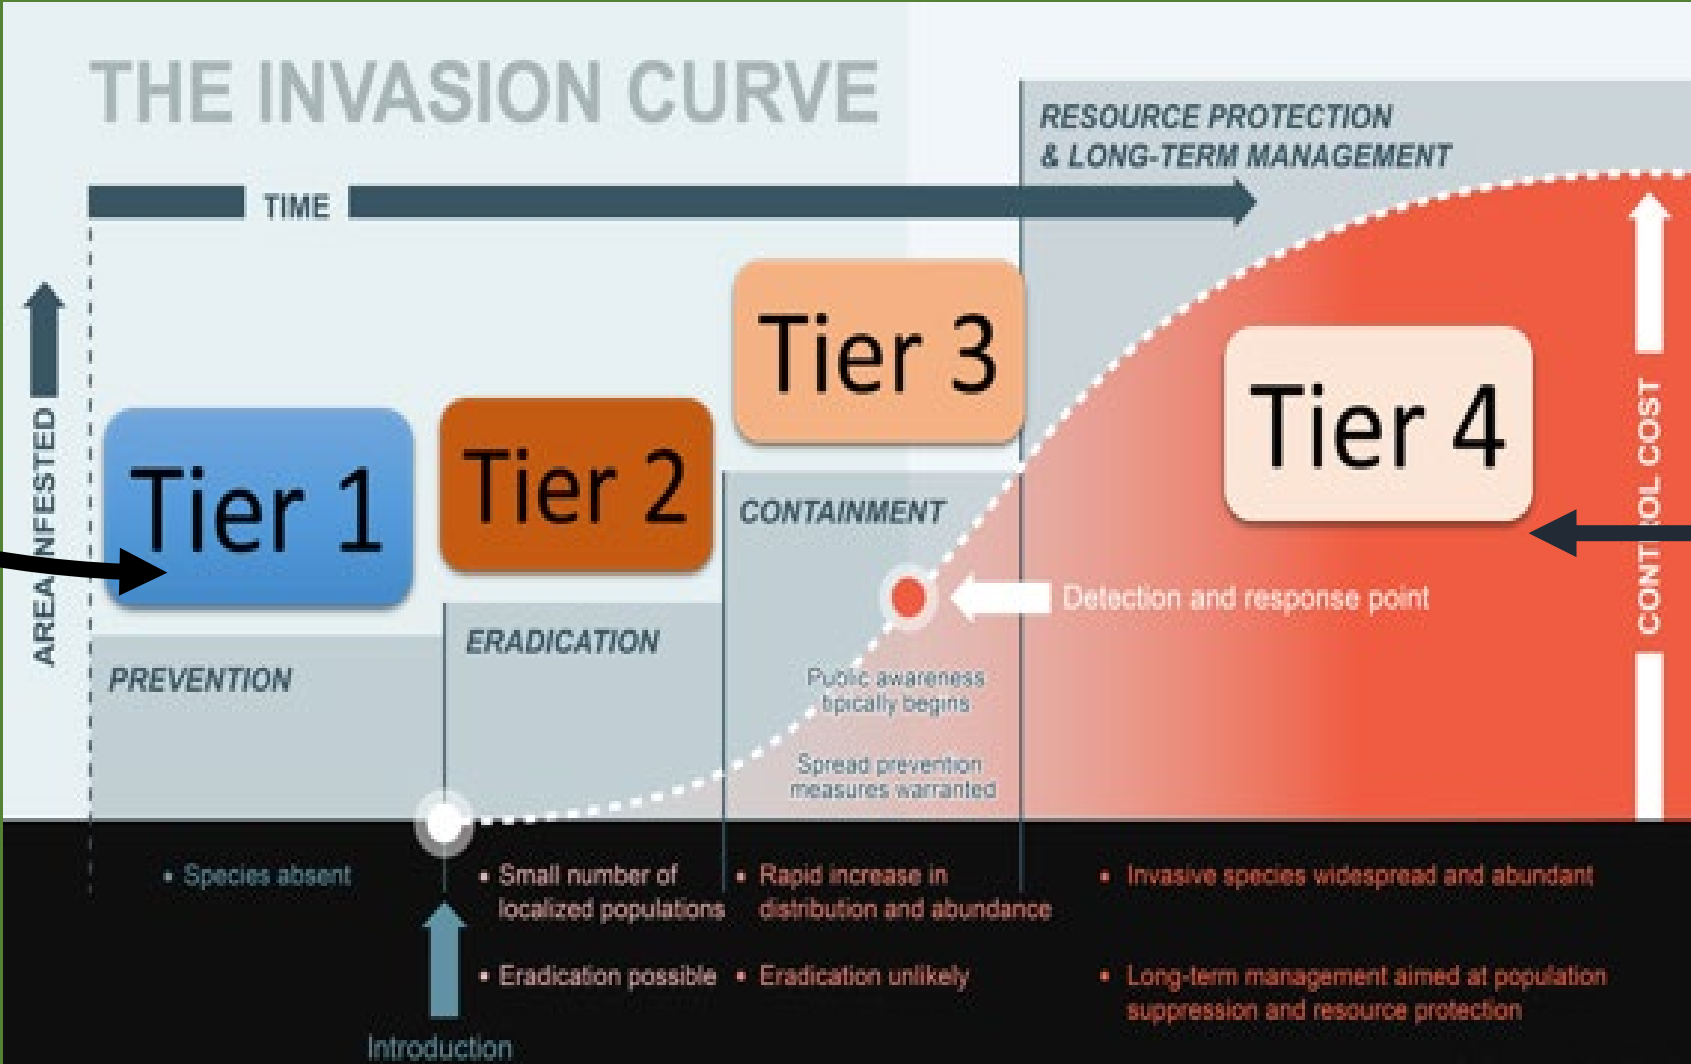 THE INVASION CURVE
RESOURCE PROTECTION
& LONG-TERM MANAGEMENT
TIME
Tier 3
Tier 4
Tier 1
Tier 2
AREA INFESTED
CONTROL COST
CONTAINMENT
Detection and response point
ERADICATION
PREVENTION
Public awareness
tipically begins
Spread prevention
measures warranted
• Species absent
• Small number of
localized populations
• Eradication possible
• Rapid increase in
distribution and abundance
• Eradication unlikely
• Invasive species widespread and abundant
• Long-term management aimed at population
suppression and resource protection
Introduction